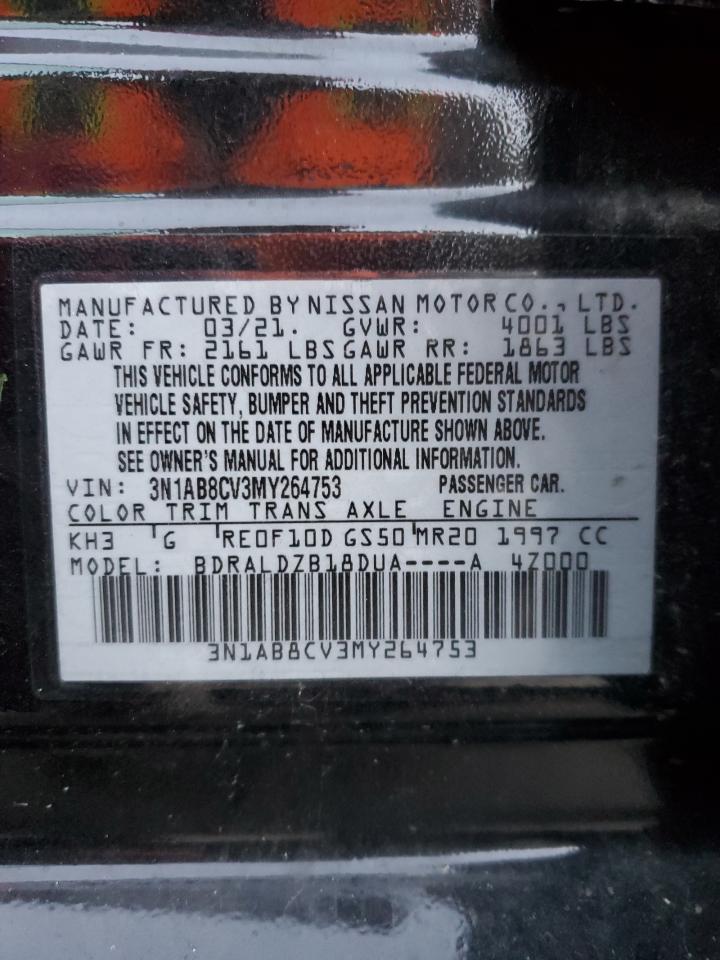 MANUFACTURED BY NISSAN MOTOR CO., LTD.
DATE: 03/21. GVWR: 4001 LBS
GAWR FR: 2161 LBS GAWR RR: 1863 LBS
THIS VEHICLE CONFORMS TO ALL APPLICABLE FEDERAL MOTOR
VEHICLE SAFETY, BUMPER AND THEFT PREVENTION STANDARDS
IN EFFECT ON THE DATE OF MANUFACTURE SHOWN ABOVE.
SEE OWNER'S MANUAL FOR ADDITIONAL INFORMATION.
VIN: 3N1AB8CV3MY264753 PASSENGER CAR.
COLOR TRIM TRANS AXLE ENGINE
KH3 G RE0F10D GS50 MR20 1997 CC
MODEL: BDRALDZB18DUA----A 4Z000
3N1AB8CV3MY264753